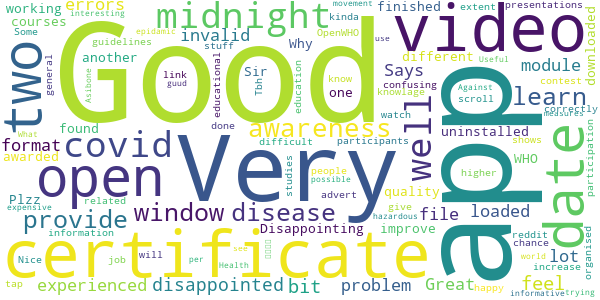 working
Some
courses
errors
interesting
midnight
kinda
finished
movement
presentations
extent
downloaded
two
general
guidelines
epidamic
invalid
stuff
OpenWHO
use
video
Good
Why
another
link
guud
educational
Sir
Tbh
education
know
one
Says
different
confusing
knowlage
module
contest
Useful
Against
scroll
learn
correctly
measures
Asilbone
found
done
awareness
watch
difficult
participants
well
uninstalled
app
shows
WHO
date
participation
format
covid
awarded
Very
open
studies
people
possible
quality
higher
Plzz
expensive
related
provide
window
disease
advert
give
hazardous
file
loaded
reddit
chance
lot
organised
information
Disappointing
improve
certificate
Nice
job
will
per
Health
see
increase
world
feel
tap
experienced
disappointed
bit
problem
Great
happy
informative
trying